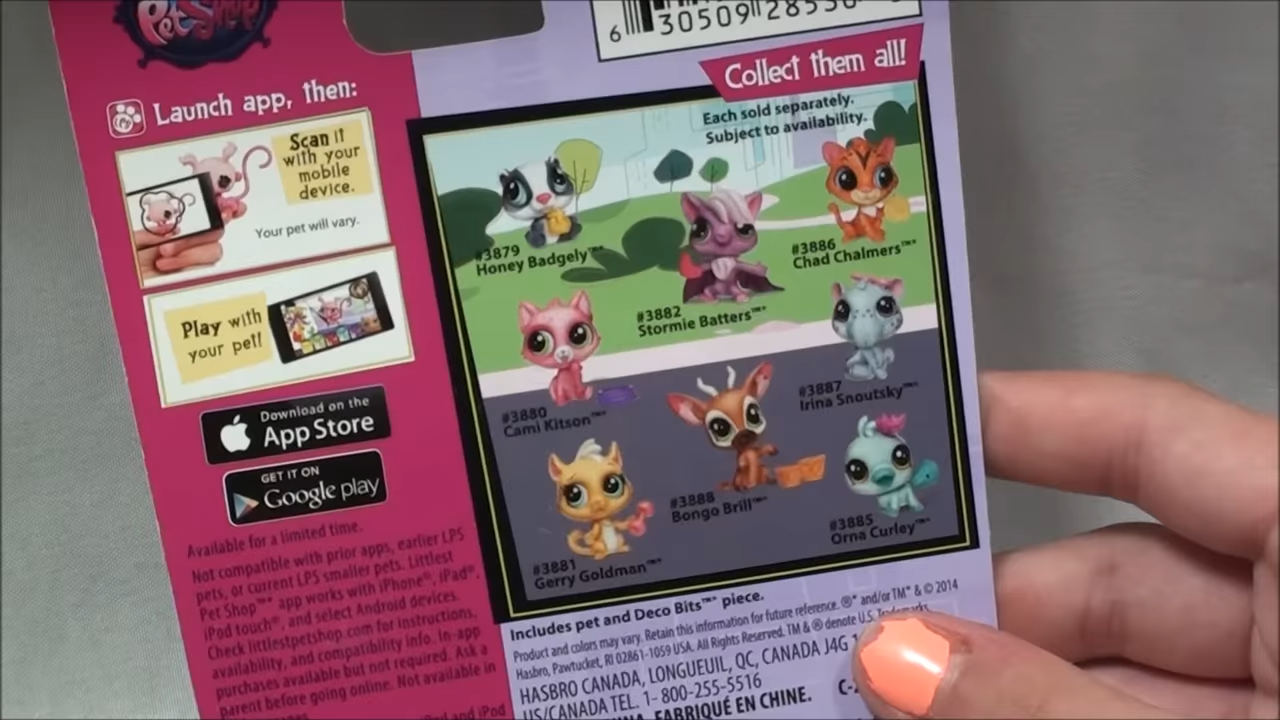 Pet Shop
Launch app, then:
Scan it
with your
mobile
device.
Your pet will vary.
Play with
your pet!
Download on the
App Store
GET IT ON
Google play
Available for a limited time.
Not compatible with prior apps, earlier LPS
pets, or current LPS smaller pets. Littlest
Pet Shop™ app works with iPhone®, iPad®,
iPod touch®, and select Android devices.
Check littlestpetshop.com for instructions,
availability, and compatibility info. In-app
purchases available but not required. Ask a
parent before going online. Not available in
6 30509 28550
Collect them all!
Each sold separately.
Subject to availability.
#3879
Honey Badgely™
#3882
Stormie Batters™
#3886
Chad Chalmers™
#3880
Cami Kitson™
#3887
Irina Snoutsky™
#3888
Bongo Brill™
#3881
Gerry Goldman™
#3885
Orna Curley™
Includes pet and Deco Bits™ piece.
Product and colors may vary. Retain this information for future reference. ®* and/or TM* & © 2014
Hasbro, Pawtucket, RI 02861-1059 USA. All Rights Reserved. TM & ® denote U.S. Trademarks.
HASBRO CANADA, LONGUEUIL, QC, CANADA J4G
US/CANADA TEL. 1-800-255-5516
FABRIQUÉ EN CHINE.